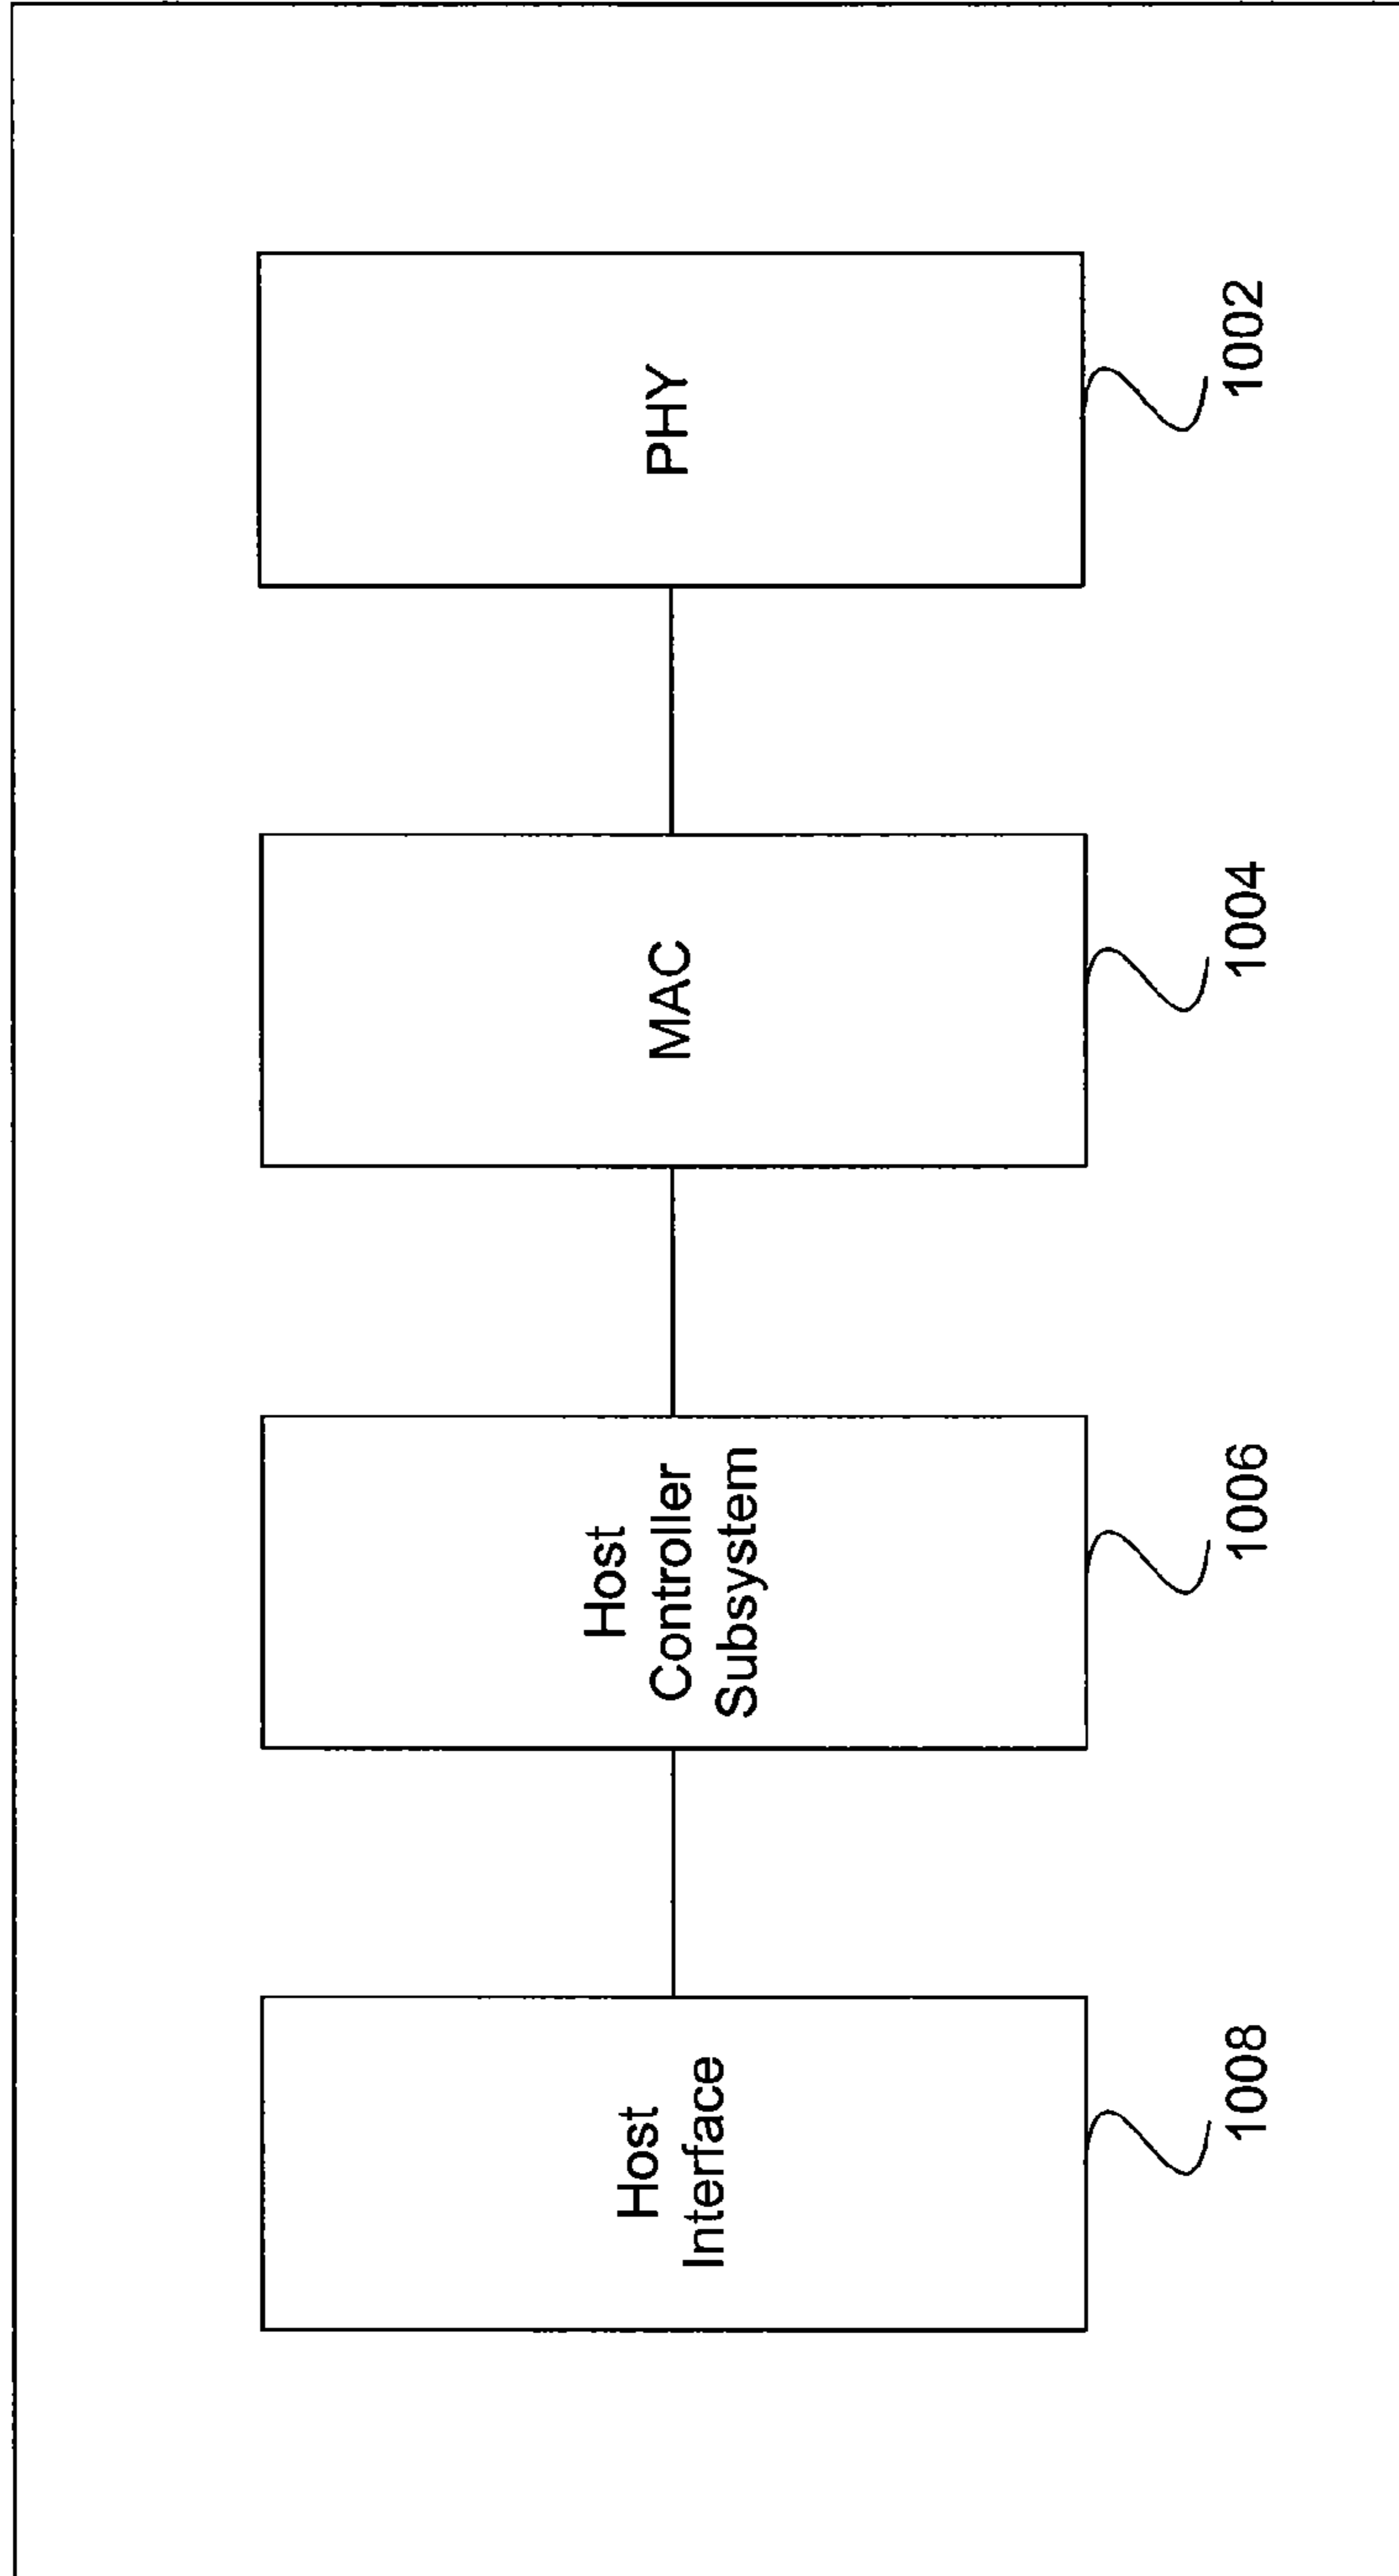 Host
Interface
1008
Host
Controller
Subsystem
1006
MAC
1004
PHY
1002